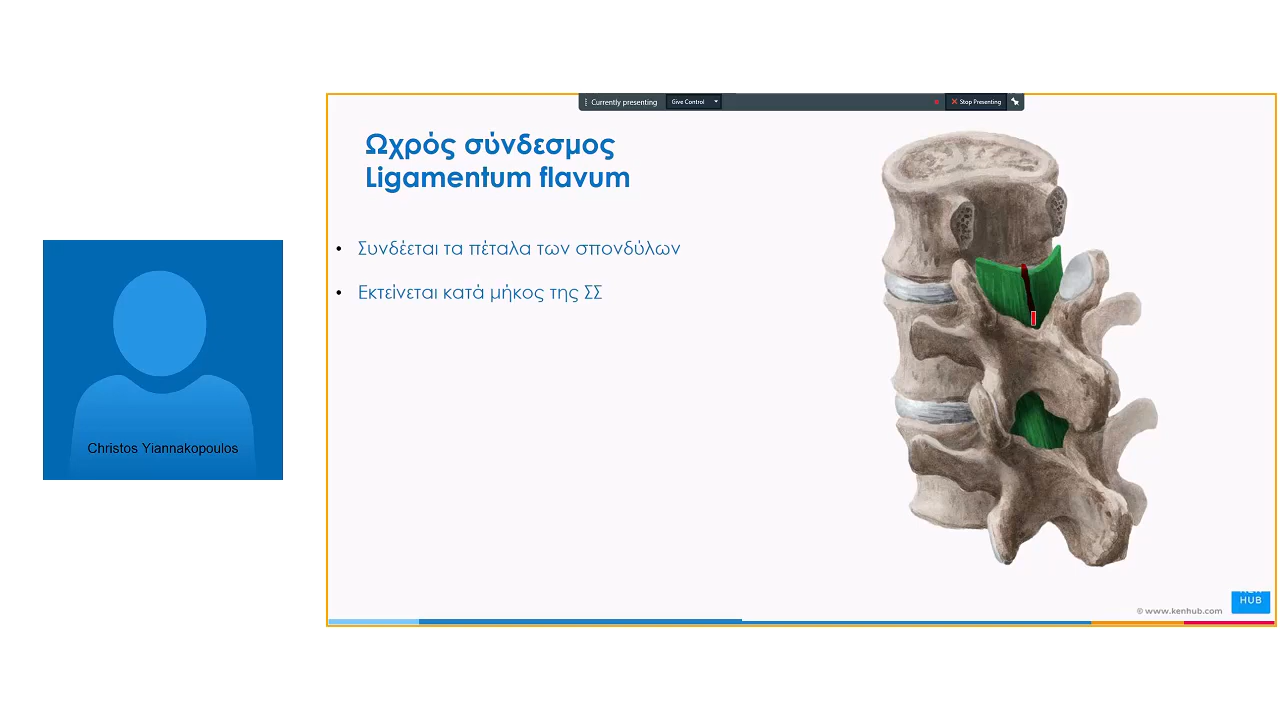 Currently presenting
Give Control
Stop Presenting
Ωχρός σύνδεσμος
Ligamentum flavum
• Συνδέεται τα πέταλα των σπονδύλων
• Εκτείνεται κατά μήκος της ΣΣ
Christos Yiannakopoulos
© www.kenhub.com
HUB